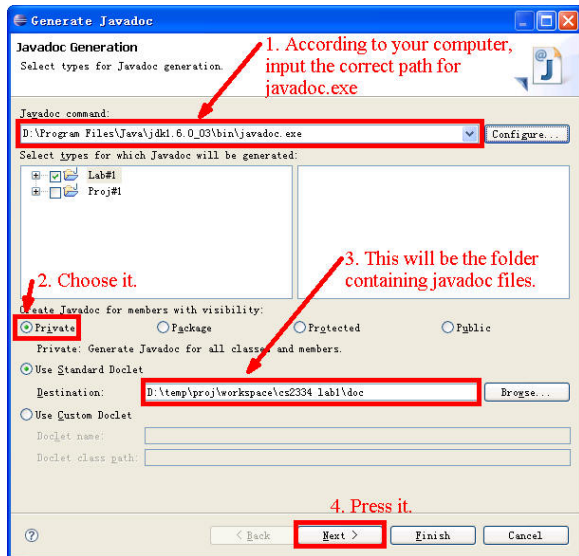 Generate Javadoc
Javadoc Generation
Select types for Javadoc generation.
1. According to your computer,
input the correct path for
javadoc.exe
Javadoc command:
D:\Program Files\Java\jdk1.6.0_03\bin\javadoc.exe
Configure...
Select types for which Javadoc will be generated:
Lab#1
Proj#1
3. This will be the folder
containing javadoc files.
2. Choose it.
Create Javadoc for members with visibility:
Private Package Protected Public
Private: Generate Javadoc for all classes and members.
Use Standard Doclet
Destination: D:\temp\proj\workspace\cs2334 lab1\doc Browse...
Use Custom Doclet
Doclet name:
Doclet class path:
4. Press it.
< Back Next > Finish Cancel